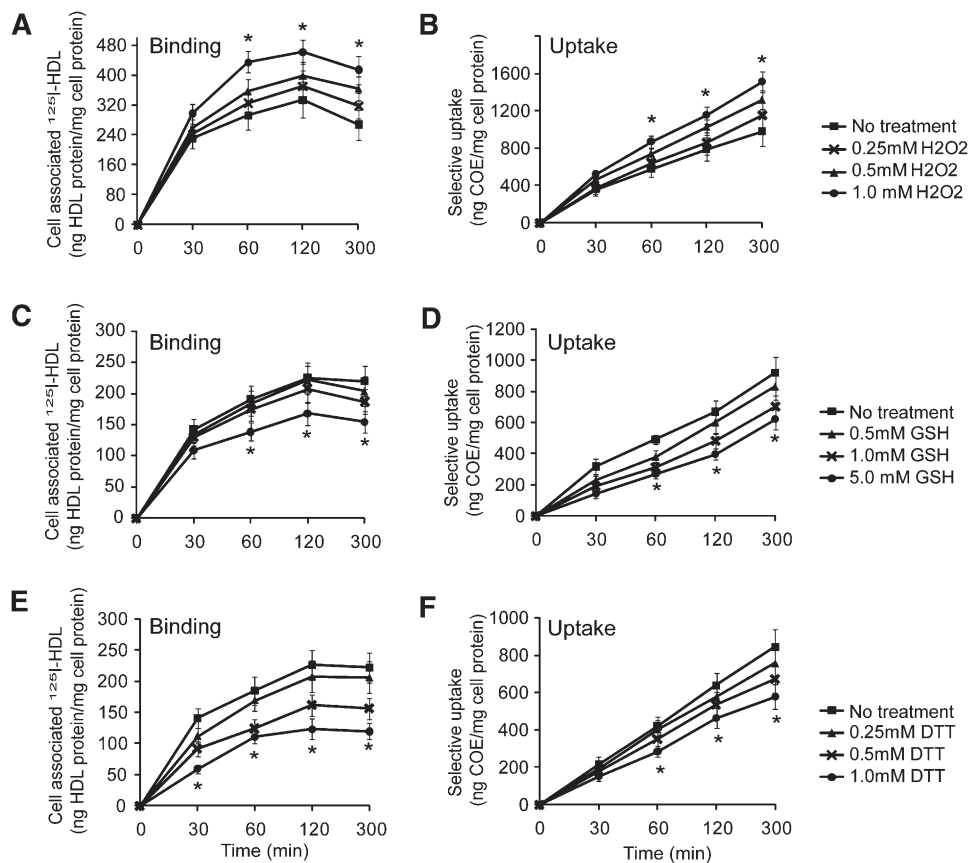 A
Binding
Cell associated ¹²⁵I-HDL
(ng HDL protein/mg cell protein)
480
400
320
240
160
80
0
* * *
0 30 60 120 300
B
Uptake
Selective uptake
(ng COE/mg cell protein)
1600
1200
800
400
0
* * *
0 30 60 120 300
No treatment
0.25mM H2O2
0.5mM H2O2
1.0 mM H2O2
C
Binding
Cell associated ¹²⁵I-HDL
(ng HDL protein/mg cell protein)
300
250
200
150
100
50
0
* * *
0 30 60 120 300
D
Uptake
Selective uptake
(ng COE/mg cell protein)
1200
1000
800
600
400
200
0
* * *
0 30 60 120 300
No treatment
0.5mM GSH
1.0mM GSH
5.0 mM GSH
E
Binding
Cell associated ¹²⁵I-HDL
(ng HDL protein/mg cell protein)
300
250
200
150
100
50
0
* * * *
0 30 60 120 300
Time (min)
F
Uptake
Selective uptake
(ng COE/mg cell protein)
1000
800
600
400
200
0
* * *
0 30 60 120 300
Time (min)
No treatment
0.25mM DTT
0.5mM DTT
1.0mM DTT